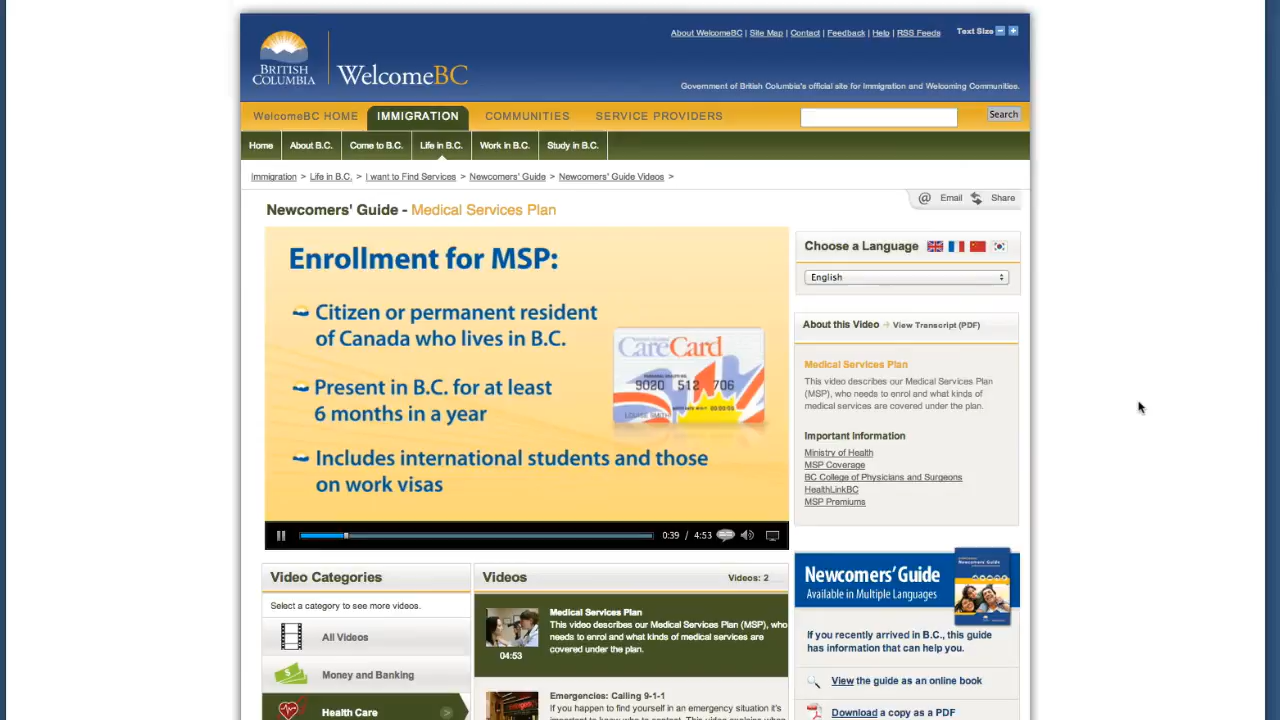 BRITISH
COLUMBIA
WelcomeBC
About WelcomeBC | Site Map | Contact | Feedback | Help | RSS Feeds
Text Size - +
Government of British Columbia's official site for Immigration and Welcoming Communities.
WelcomeBC HOME IMMIGRATION COMMUNITIES SERVICE PROVIDERS
Search
Home About B.C. Come to B.C. Life in B.C. Work in B.C. Study in B.C.
Immigration > Life in B.C. > I want to Find Services > Newcomers' Guide > Newcomers' Guide Videos >
@ Email Share
Newcomers' Guide - Medical Services Plan
Enrollment for MSP:
Citizen or permanent resident
of Canada who lives in B.C.
Present in B.C. for at least
6 months in a year
Includes international students and those
on work visas
CareCard
9020 512 706
LOUISE SMITH
0:39 / 4:53
Choose a Language
English
About this Video View Transcript (PDF)
Medical Services Plan
This video describes our Medical Services Plan
(MSP), who needs to enrol and what kinds of
medical services are covered under the plan.
Important Information
Ministry of Health
MSP Coverage
BC College of Physicians and Surgeons
HealthLinkBC
MSP Premiums
Video Categories
Select a category to see more videos.
All Videos
Money and Banking
Health Care
Videos Videos: 2
Medical Services Plan
This video describes our Medical Services Plan (MSP), who
needs to enrol and what kinds of medical services are
covered under the plan.
04:53
Emergencies: Calling 9-1-1
If you happen to find yourself in an emergency situation it's
Newcomers' Guide
Available in Multiple Languages
Newcomers' Guide
If you recently arrived in B.C., this guide
has information that can help you.
View the guide as an online book
Download a copy as a PDF